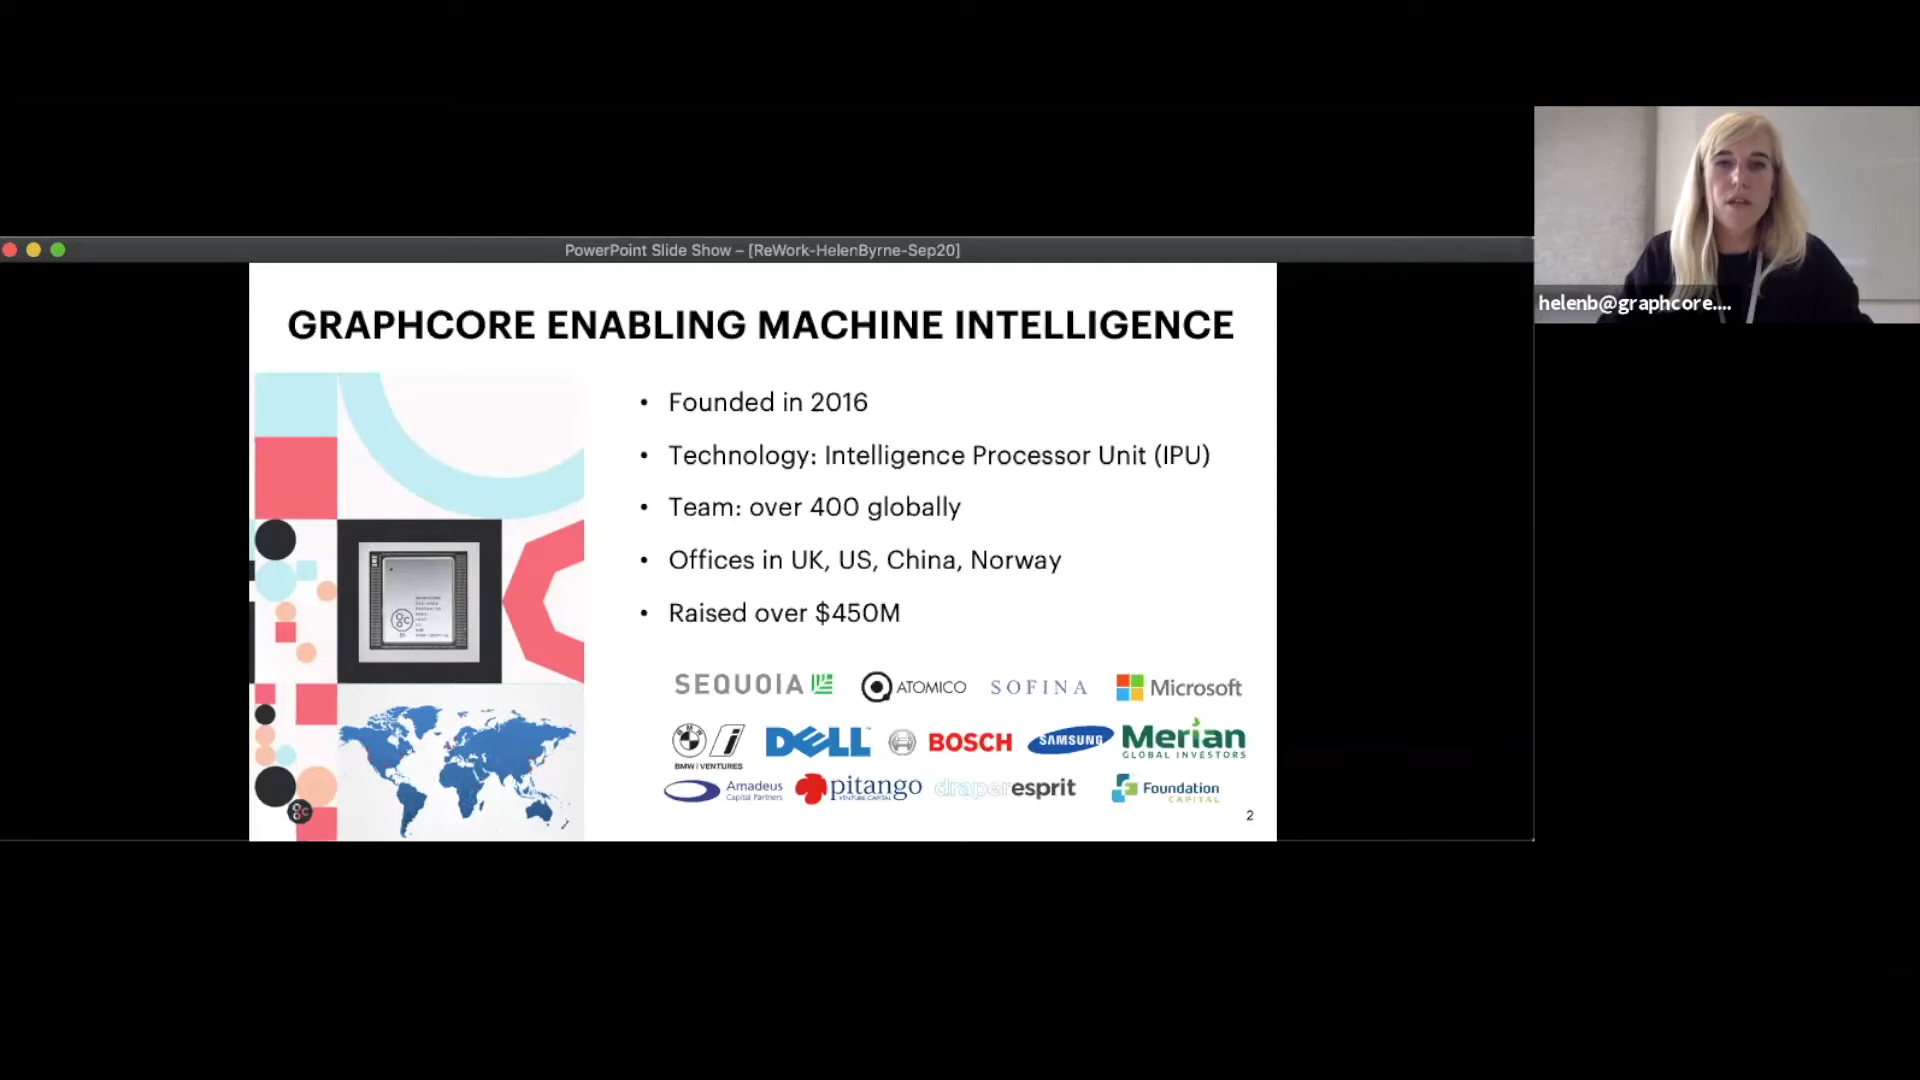 PowerPoint Slide Show – [ReWork-HelenByrne-Sep20]
helenb@graphcore....
GRAPHCORE ENABLING MACHINE INTELLIGENCE
• Founded in 2016
• Technology: Intelligence Processor Unit (IPU)
• Team: over 400 globally
• Offices in UK, US, China, Norway
• Raised over $450M
SEQUOIA ATOMICO SOFINA Microsoft
BMW i VENTURES DELL BOSCH SAMSUNG Merian GLOBAL INVESTORS
Amadeus Capital Partners pitango VENTURE CAPITAL draperesprit Foundation CAPITAL
2